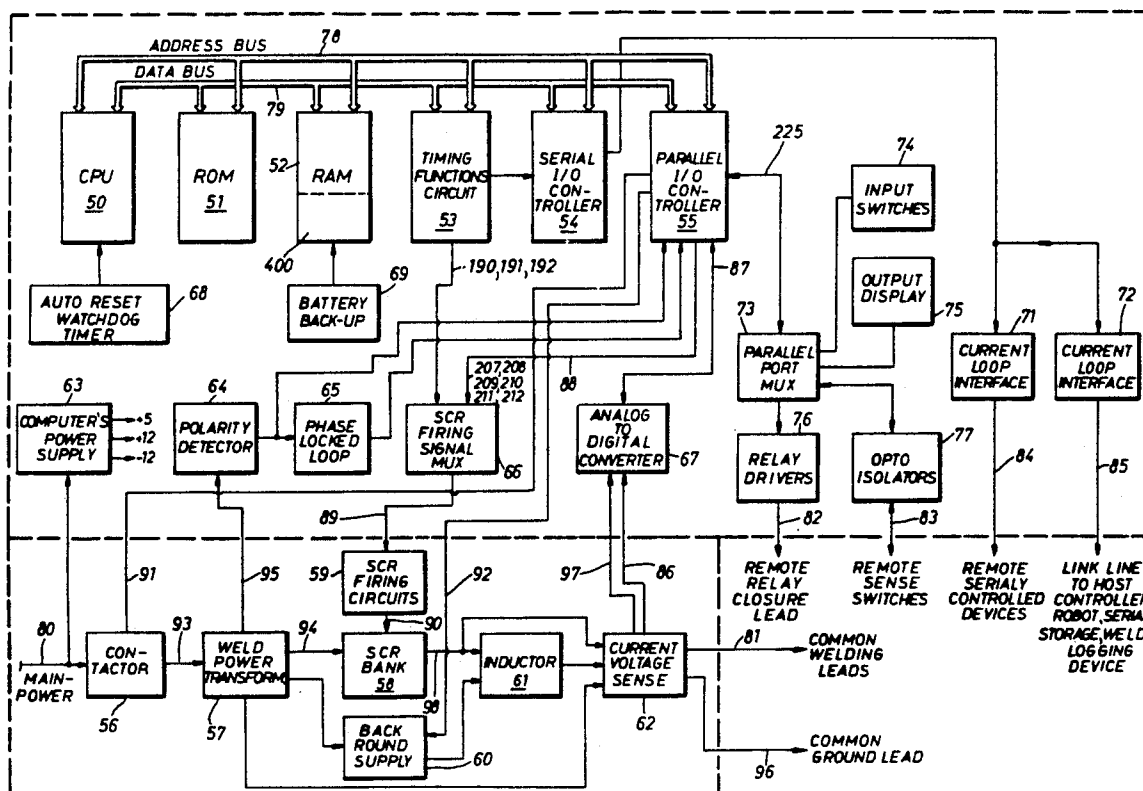 ADDRESS BUS
78
DATA BUS
79
CPU
50
ROM
51
52
RAM
400
TIMING
FUNCTIONS
CIRCUIT
53
SERIAL
I/O
CON-
TROLLER
54
PARALLEL
I/O CON-
TROLLER
55
225
74
INPUT
SWITCHES
AUTO RESET
WATCHDOG
TIMER
68
BATTERY
BACK-UP
69
190, 191, 192
87
OUTPUT
DISPLAY
75
73
PARALLEL
PORT
MUX
71
CURRENT
LOOP
INTERFACE
72
CURRENT
LOOP
INTERFACE
63
COMPUTER'S
POWER
SUPPLY
+5
+12
-12
64
POLARITY
DETECTOR
65
PHASE
LOCKED
LOOP
207, 208
209, 210
211, 212
88
SCR
FIRING
SIGNAL
MUX
66
ANALOG
TO
DIGITAL
CONVERTER
67
76
RELAY
DRIVERS
77
OPTO
ISOLATORS
84
85
82
83
89
91
95
59
SCR
FIRING
CIRCUITS
92
97
86
REMOTE
RELAY
CLOSURE
LEAD
REMOTE
SENSE
SWITCHES
REMOTE
SERIALY
CONTROLLED
DEVICES
LINK LINE
TO HOST
CONTROLLER
ROBOT, SERIAL
STORAGE, WELD
LOGGING
DEVICE
80
MAIN-
POWER
CON-
TACTOR
56
93
WELD
POWER
TRANSFORM
57
94
90
SCR
BANK
58
98
INDUCTOR
61
CURRENT
VOLTAGE
SENSE
62
81
COMMON
WELDING
LEADS
BACK
ROUND
SUPPLY
60
96
COMMON
GROUND LEAD